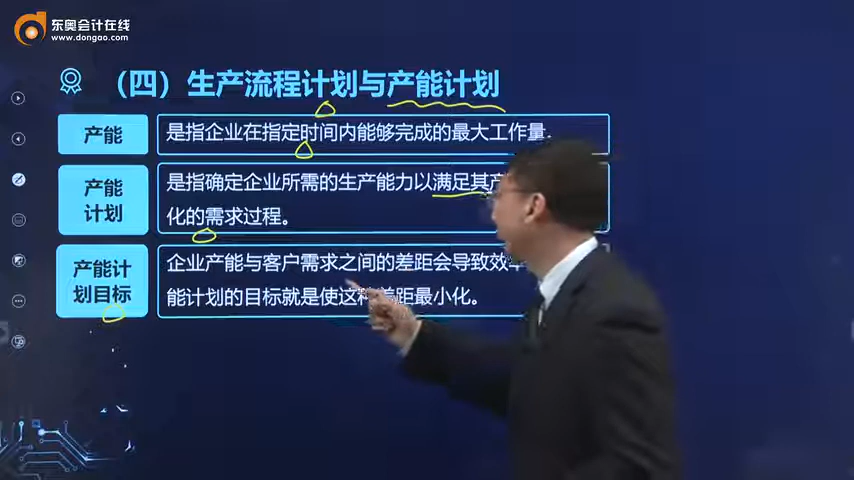 东奥会计在线
www.dongao.com
（四）生产流程计划与产能计划
产能
是指企业在指定时间内能够完成的最大工作量.
产能
计划
是指确定企业所需的生产能力以满足其产
化的需求过程。
产能计
划目标
企业产能与客户需求之间的差距会导致效率
能计划的目标就是使这种差距最小化。